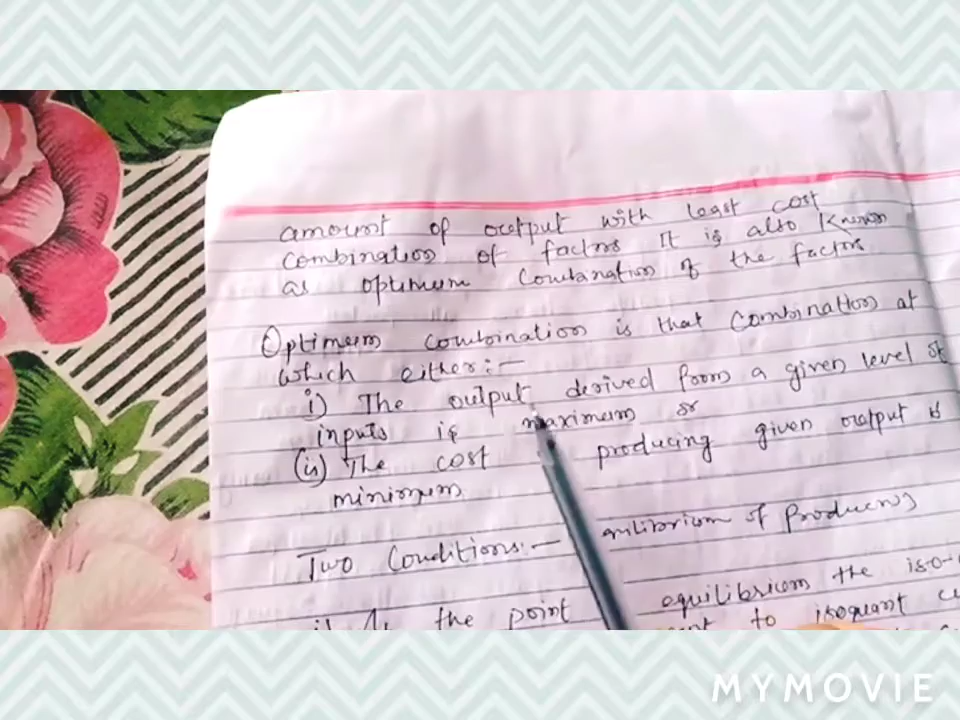 amount of output with least cost
combination of factors It is also Known
as optimum Combination of the factors
Optimum combination is that Combination at
which either:-
i) The output derived from a given level of
inputs is maximum or
(ii) The cost producing given output is
minimum
Two Conditions:- of Producers
the point equilibrium the
to isoquant
MYMOVIE